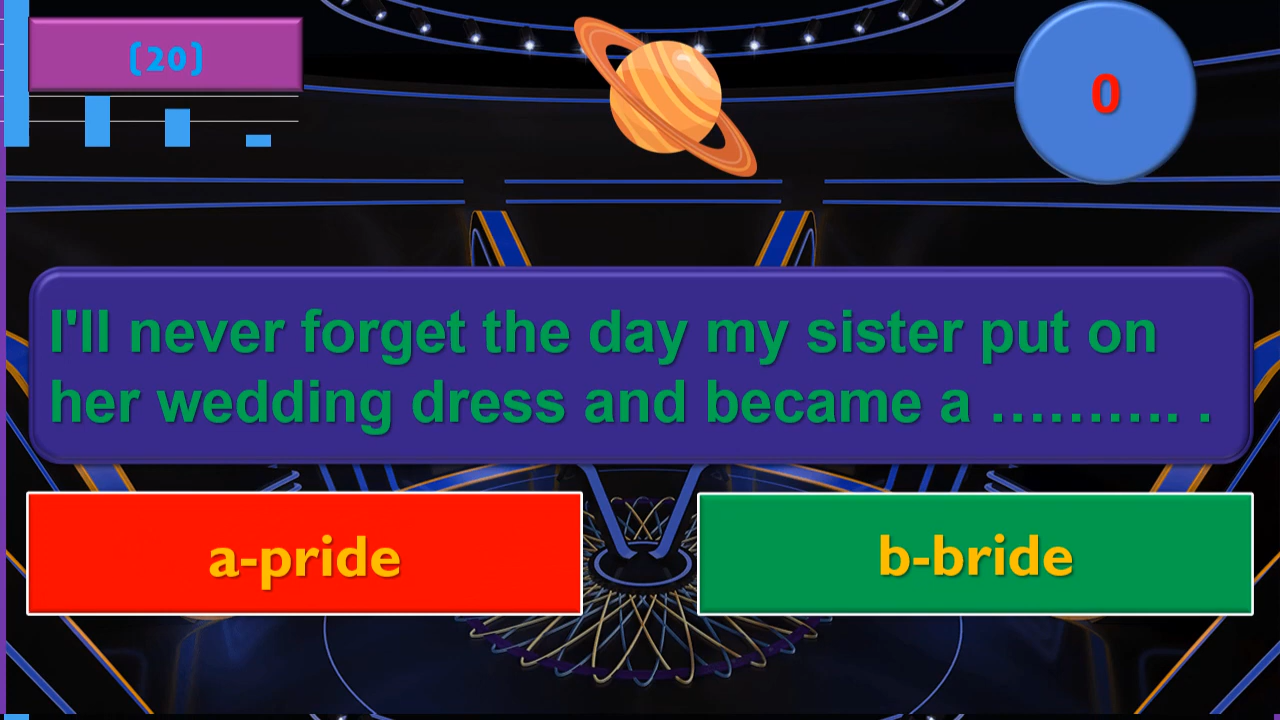 (20)
0
I'll never forget the day my sister put on
her wedding dress and became a ………. .
a-pride
b-bride